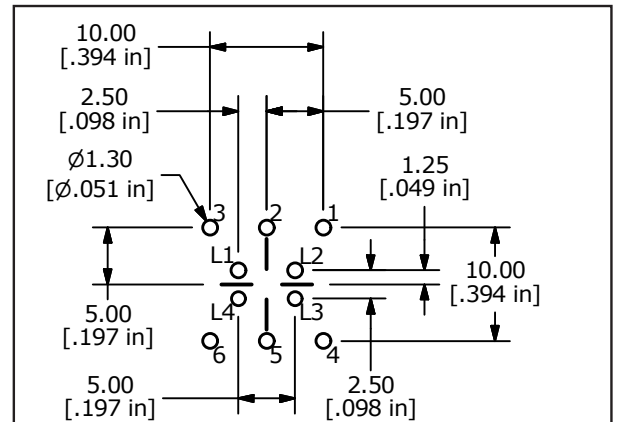 10.00
[.394 in]
2.50
[.098 in]
5.00
[.197 in]
Ø1.30
[Ø.051 in]
1.25
[.049 in]
3
2
1
L1
L2
10.00
[.394 in]
5.00
[.197 in]
L4
L3
6
5
4
5.00
[.197 in]
2.50
[.098 in]